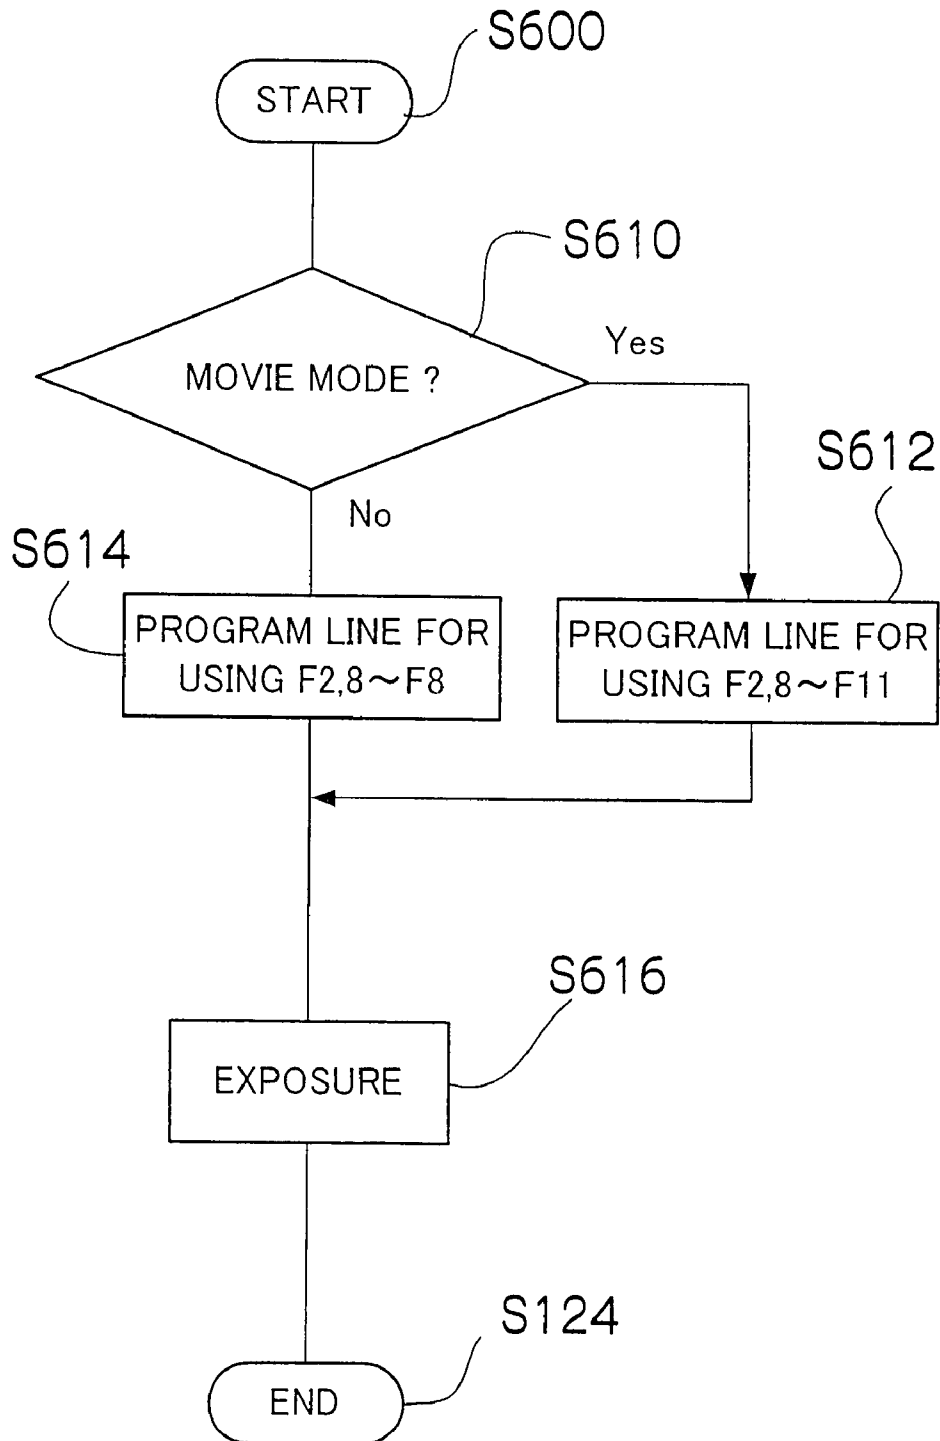 S600
START
S610
Yes
MOVIE MODE ?
S612
No
S614
PROGRAM LINE FOR
USING F2,8～F8
PROGRAM LINE FOR
USING F2,8～F11
S616
EXPOSURE
S124
END